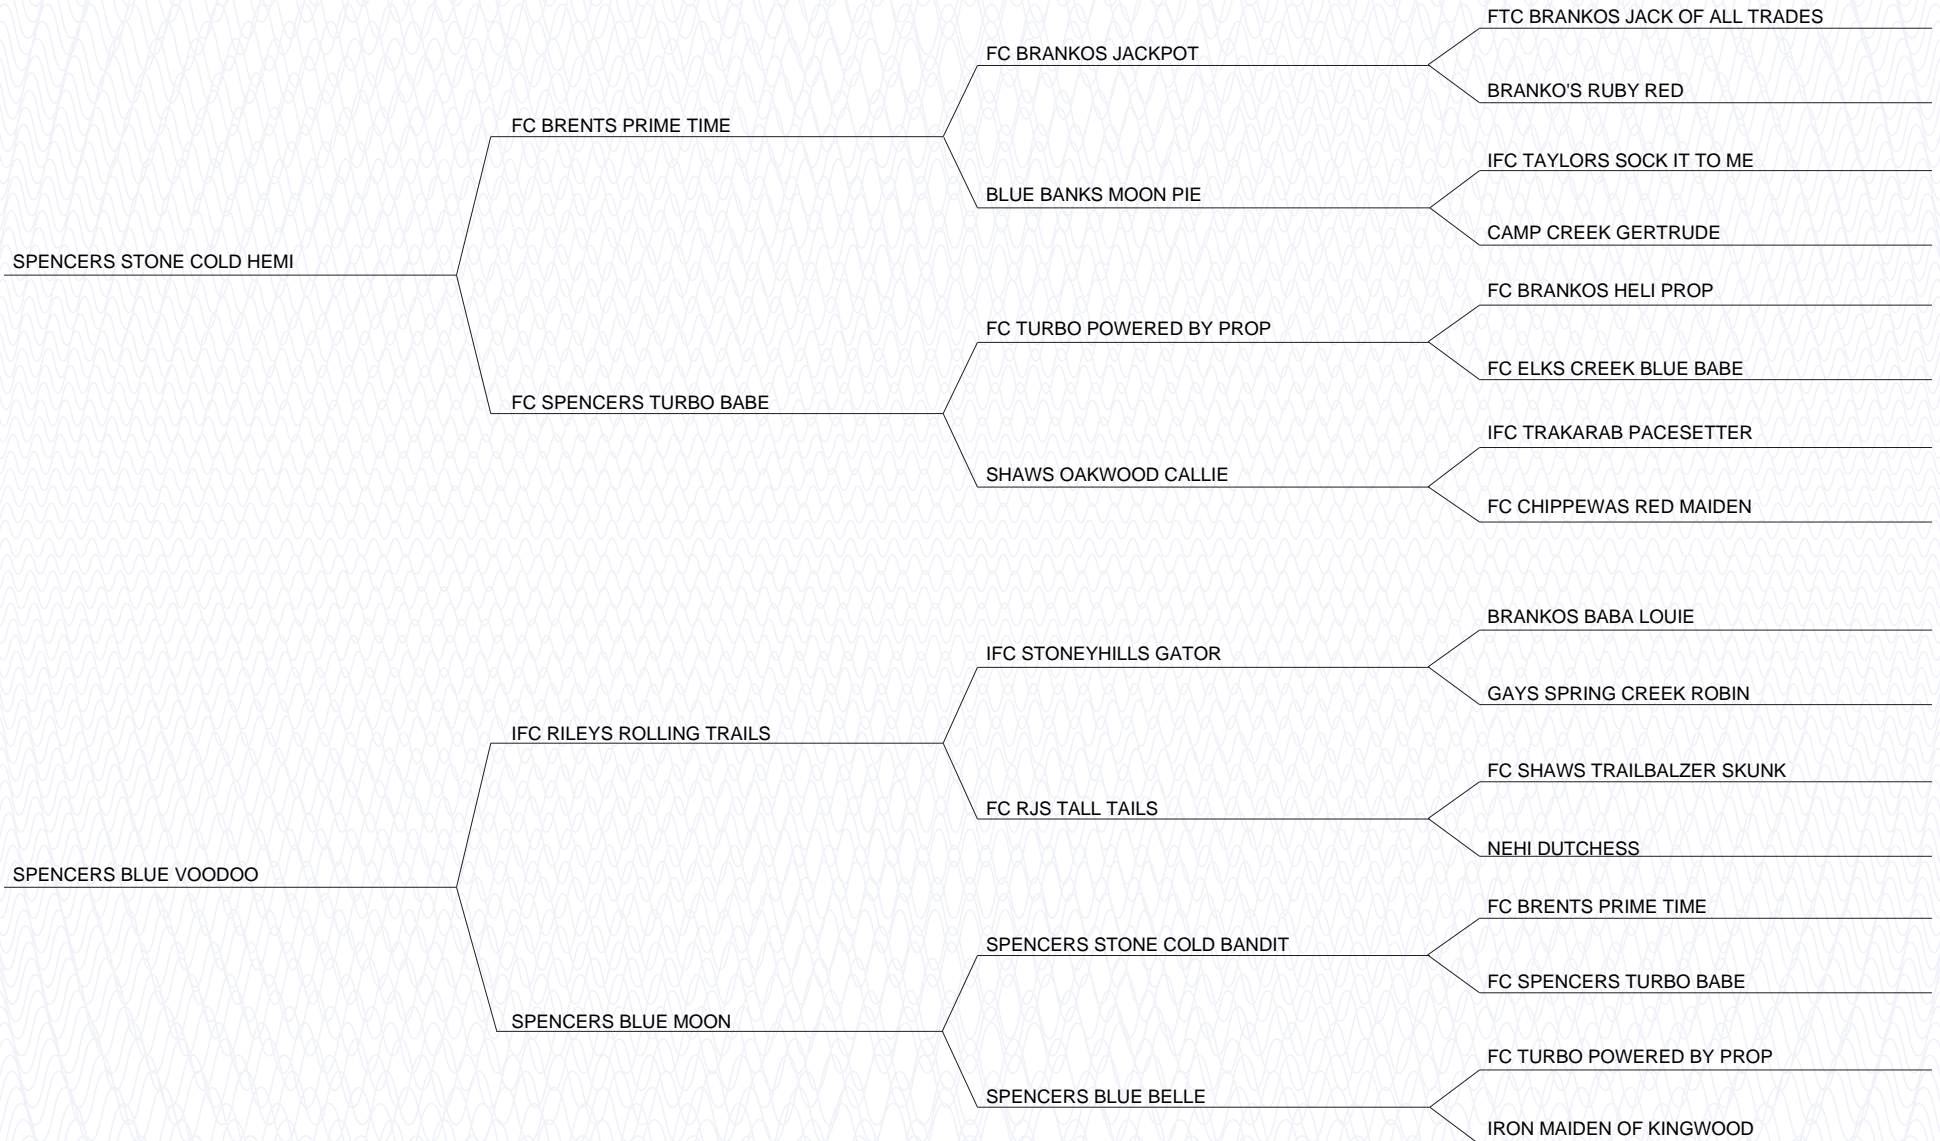 FTC BRANKOS JACK OF ALL TRADES
FC BRANKOS JACKPOT
BRANKO'S RUBY RED
FC BRENTS PRIME TIME
IFC TAYLORS SOCK IT TO ME
BLUE BANKS MOON PIE
CAMP CREEK GERTRUDE
SPENCERS STONE COLD HEMI
FC BRANKOS HELI PROP
FC TURBO POWERED BY PROP
FC ELKS CREEK BLUE BABE
FC SPENCERS TURBO BABE
IFC TRAKARAB PACESETTER
SHAWS OAKWOOD CALLIE
FC CHIPPEWAS RED MAIDEN
BRANKOS BABA LOUIE
IFC STONEYHILLS GATOR
GAYS SPRING CREEK ROBIN
IFC RILEYS ROLLING TRAILS
FC SHAWS TRAILBALZER SKUNK
FC RJS TALL TAILS
NEHI DUTCHESS
SPENCERS BLUE VOODOO
FC BRENTS PRIME TIME
SPENCERS STONE COLD BANDIT
FC SPENCERS TURBO BABE
SPENCERS BLUE MOON
FC TURBO POWERED BY PROP
SPENCERS BLUE BELLE
IRON MAIDEN OF KINGWOOD